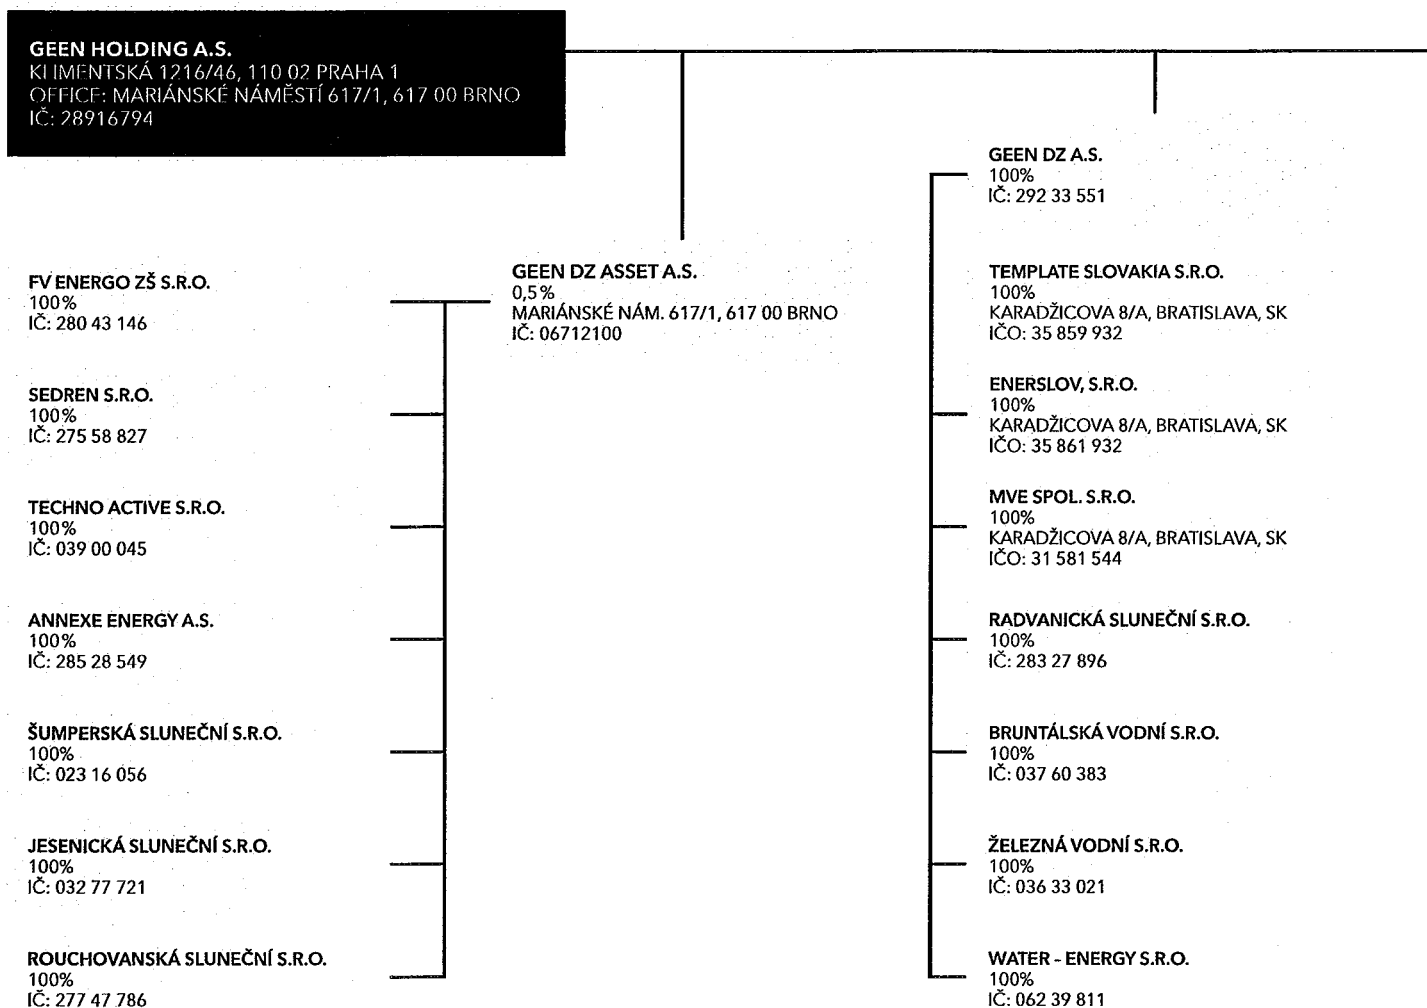 GEEN HOLDING A.S.
KLIMENTSKÁ 1216/46, 110 02 PRAHA 1
OFFICE: MARIÁNSKÉ NÁMĚSTÍ 617/1, 617 00 BRNO
IČ: 28916794
FV ENERGO ZŠ S.R.O.
100%
IČ: 280 43 146
SEDREN S.R.O.
100%
IČ: 275 58 827
TECHNO ACTIVE S.R.O.
100%
IČ: 039 00 045
ANNEXE ENERGY A.S.
100%
IČ: 285 28 549
ŠUMPERSKÁ SLUNEČNÍ S.R.O.
100%
IČ: 023 16 056
JESENICKÁ SLUNEČNÍ S.R.O.
100%
IČ: 032 77 721
ROUCHOVANSKÁ SLUNEČNÍ S.R.O.
100%
IČ: 277 47 786
GEEN DZ ASSET A.S.
0,5%
MARIÁNSKÉ NÁM. 617/1, 617 00 BRNO
IČ: 06712100
GEEN DZ A.S.
100%
IČ: 292 33 551
TEMPLATE SLOVAKIA S.R.O.
100%
KARADŽICOVA 8/A, BRATISLAVA, SK
IČO: 35 859 932
ENERSLOV, S.R.O.
100%
KARADŽICOVA 8/A, BRATISLAVA, SK
IČO: 35 861 932
MVE SPOL. S.R.O.
100%
KARADŽICOVA 8/A, BRATISLAVA, SK
IČO: 31 581 544
RADVANICKÁ SLUNEČNÍ S.R.O.
100%
IČ: 283 27 896
BRUNTÁLSKÁ VODNÍ S.R.O.
100%
IČ: 037 60 383
ŽELEZNÁ VODNÍ S.R.O.
100%
IČ: 036 33 021
WATER - ENERGY S.R.O.
100%
IČ: 062 39 811